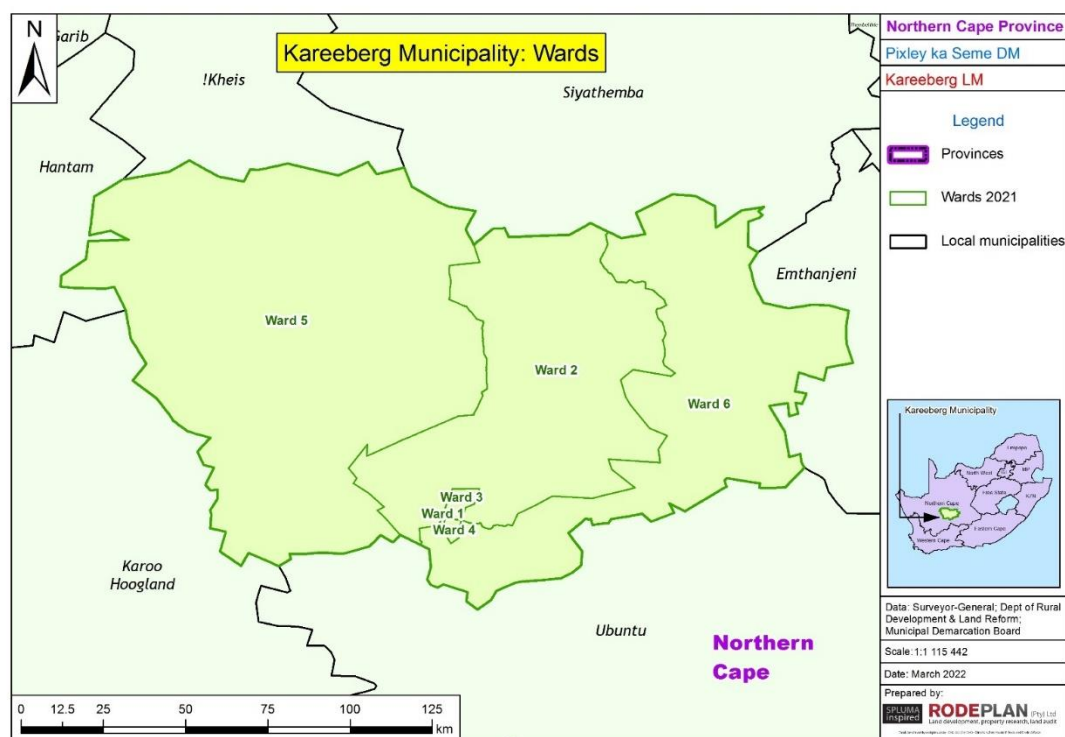 N
Garib
!Kheis
Kareeberg Municipality: Wards
Siyathemba
Hantam
Emthanjeni
Ward 5
Ward 2
Ward 6
Ward 3
Ward 1
Ward 4
Karoo
Hoogland
Ubuntu
Northern
Cape
0 12.5 25 50 75 100 125
km
Northern Cape Province
Pixley ka Seme DM
Kareeberg LM
Legend
Provinces
Wards 2021
Local municipalities
Kareeberg Municipality
Limpopo
North West
MP
Free State
KZN
Northern Cape
Eastern Cape
Western Cape
Data: Surveyor-General; Dept of Rural
Development & Land Reform;
Municipal Demarcation Board
Scale:1:1 115 442
Date: March 2022
Prepared by:
SPLUMA
inspired
RODEPLAN (Pty) Ltd
Land development, property research, land audit